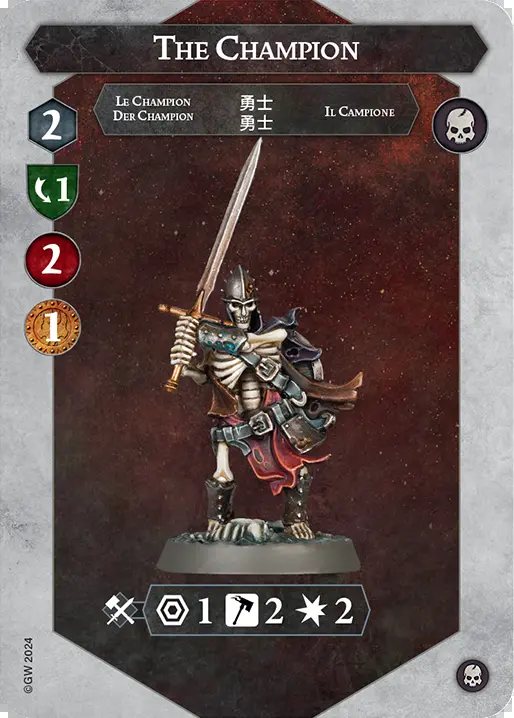 The Champion
Le Champion
Der Champion
勇士
勇士
Il Campione
2
1
2
1
1 2 2
©GW 2024